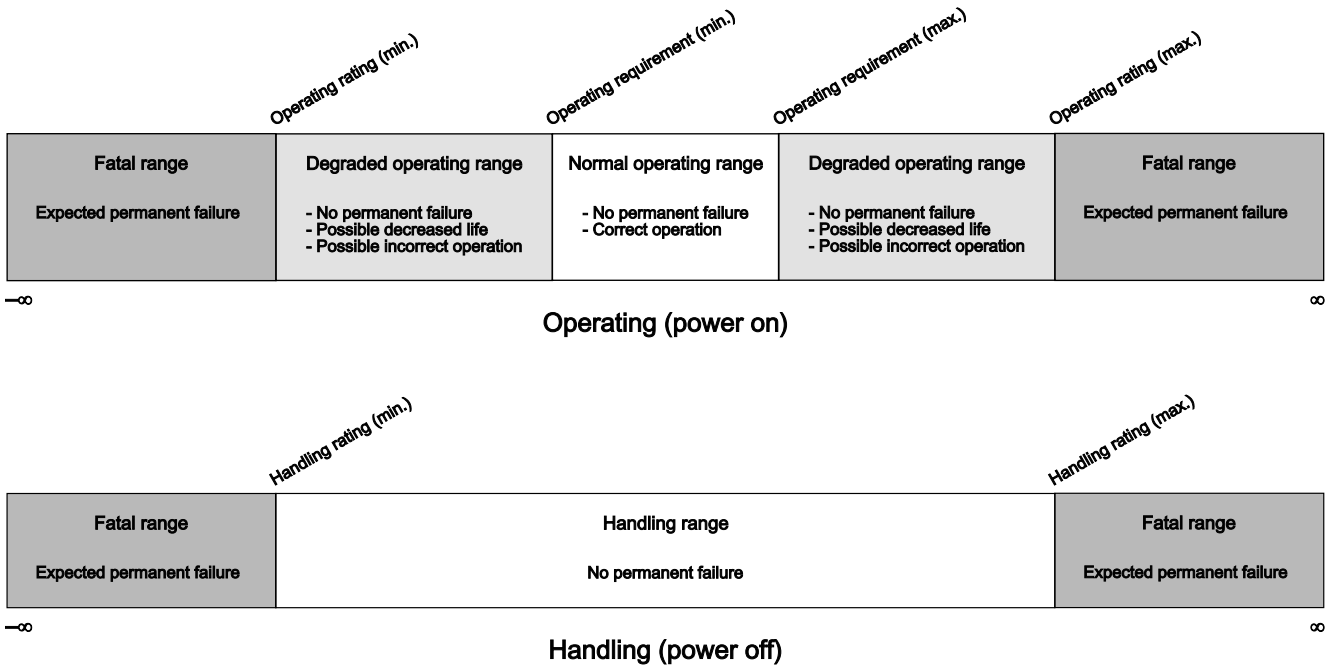 Operating rating (min.)
Operating requirement (min.)
Operating requirement (max.)
Operating rating (max.)
Fatal range
Expected permanent failure
Degraded operating range
- No permanent failure
- Possible decreased life
- Possible incorrect operation
Normal operating range
- No permanent failure
- Correct operation
Degraded operating range
- No permanent failure
- Possible decreased life
- Possible incorrect operation
Fatal range
Expected permanent failure
–∞
∞
Operating (power on)
Handling rating (min.)
Handling rating (max.)
Fatal range
Expected permanent failure
Handling range
No permanent failure
Fatal range
Expected permanent failure
–∞
∞
Handling (power off)